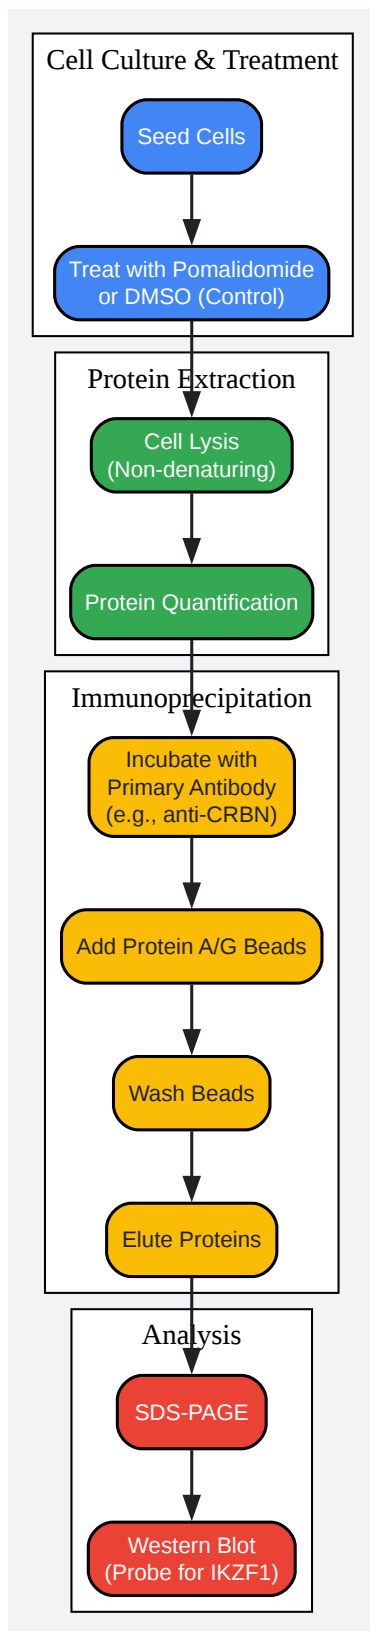 Cell Culture & Treatment
Seed Cells
Treat with Pomalidomide
or DMSO (Control)
Protein Extraction
Cell Lysis
(Non-denaturing)
Protein Quantification
Immunoprecipitation
Incubate with
Primary Antibody
(e.g., anti-CRBN)
Add Protein A/G Beads
Wash Beads
Elute Proteins
Analysis
SDS-PAGE
Western Blot
(Probe for IKZF1)